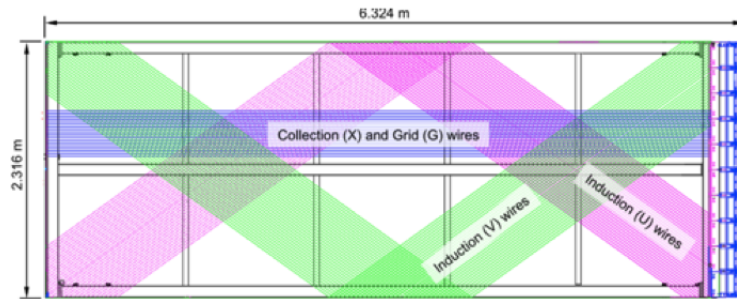 6.324 m
2.316 m
Collection (X) and Grid (G) wires
Induction (V) wires
Induction (U) wires